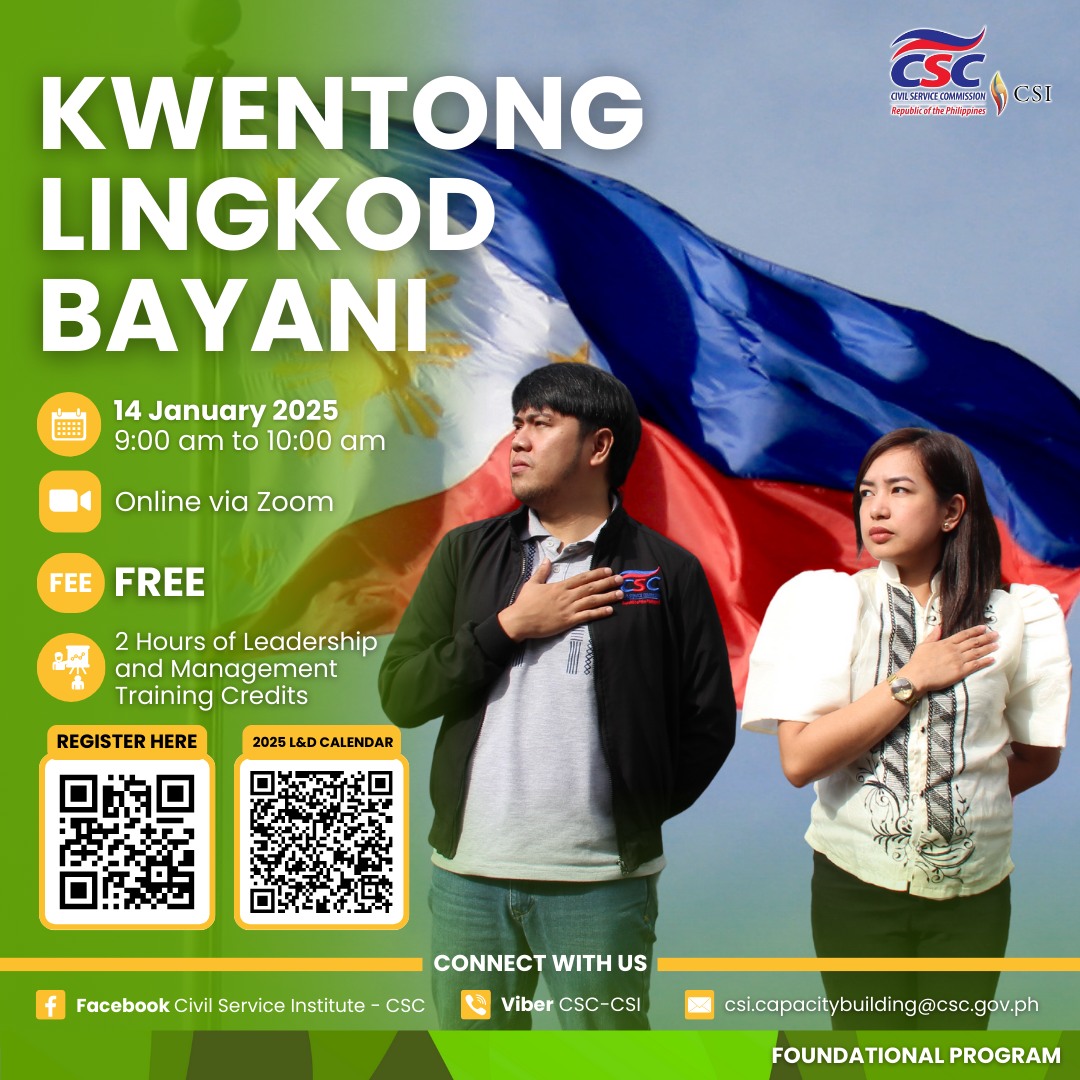 KWENTONG
LINGKOD
BAYANI
CSC
CIVIL SERVICE COMMISSION
Republic of the Philippines
CSI
14 January 2025
9:00 am to 10:00 am
Online via Zoom
FEE
FREE
2 Hours of Leadership
and Management
Training Credits
REGISTER HERE
2025 L&D CALENDAR
CSC
CONNECT WITH US
Facebook Civil Service Institute - CSC
Viber CSC-CSI
csi.capacitybuilding@csc.gov.ph
FOUNDATIONAL PROGRAM